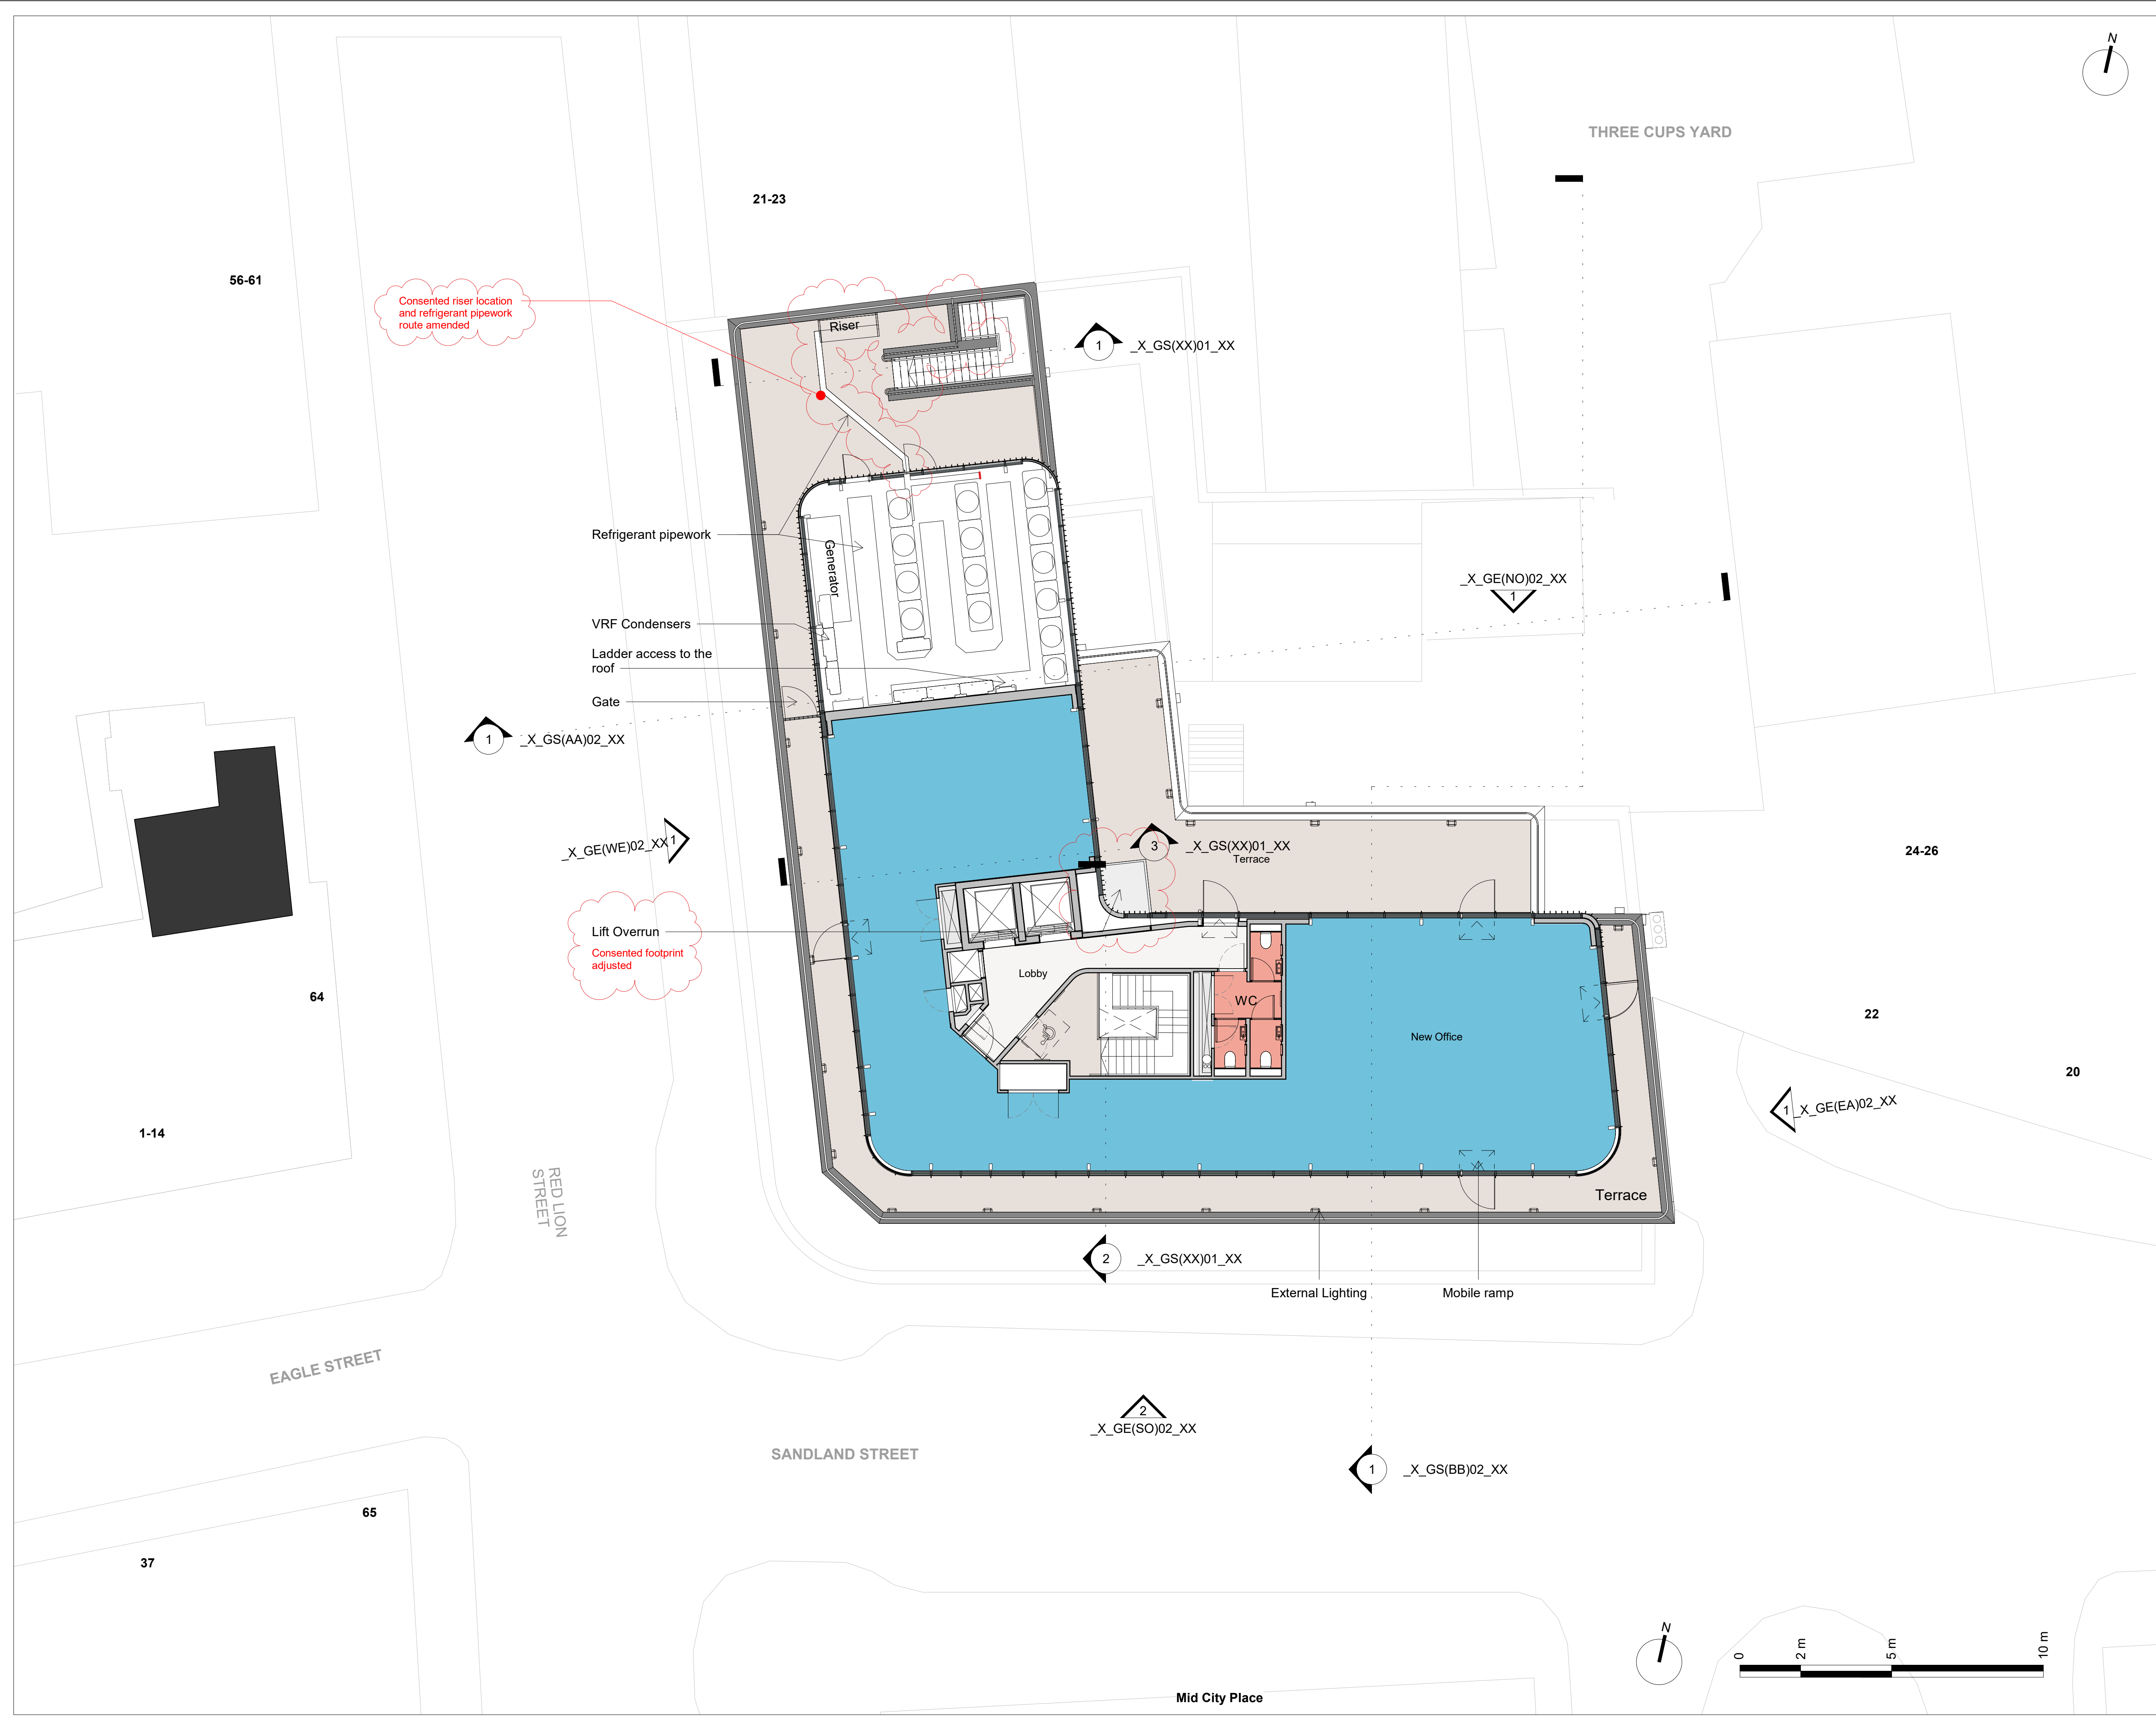 N
THREE CUPS YARD
21-23
56-61
Consented riser location
and refrigerant pipework
route amended
Riser
1
_X_GS(XX)01_XX
Refrigerant pipework
Generator
_X_GE(NO)02_XX
1
VRF Condensers
Ladder access to the
roof
Gate
1
_X_GS(AA)02_XX
_X_GE(WE)02_XX
1
3
_X_GS(XX)01_XX
Terrace
24-26
Lift Overrun
Consented footprint
adjusted
Lobby
64
WC
22
New Office
20
1
_X_GE(EA)02_XX
1-14
RED LION
STREET
Terrace
2
_X_GS(XX)01_XX
External Lighting
Mobile ramp
EAGLE STREET
2
_X_GE(SO)02_XX
SANDLAND STREET
1
_X_GS(BB)02_XX
65
37
N
0
2 m
5 m
10 m
Mid City Place